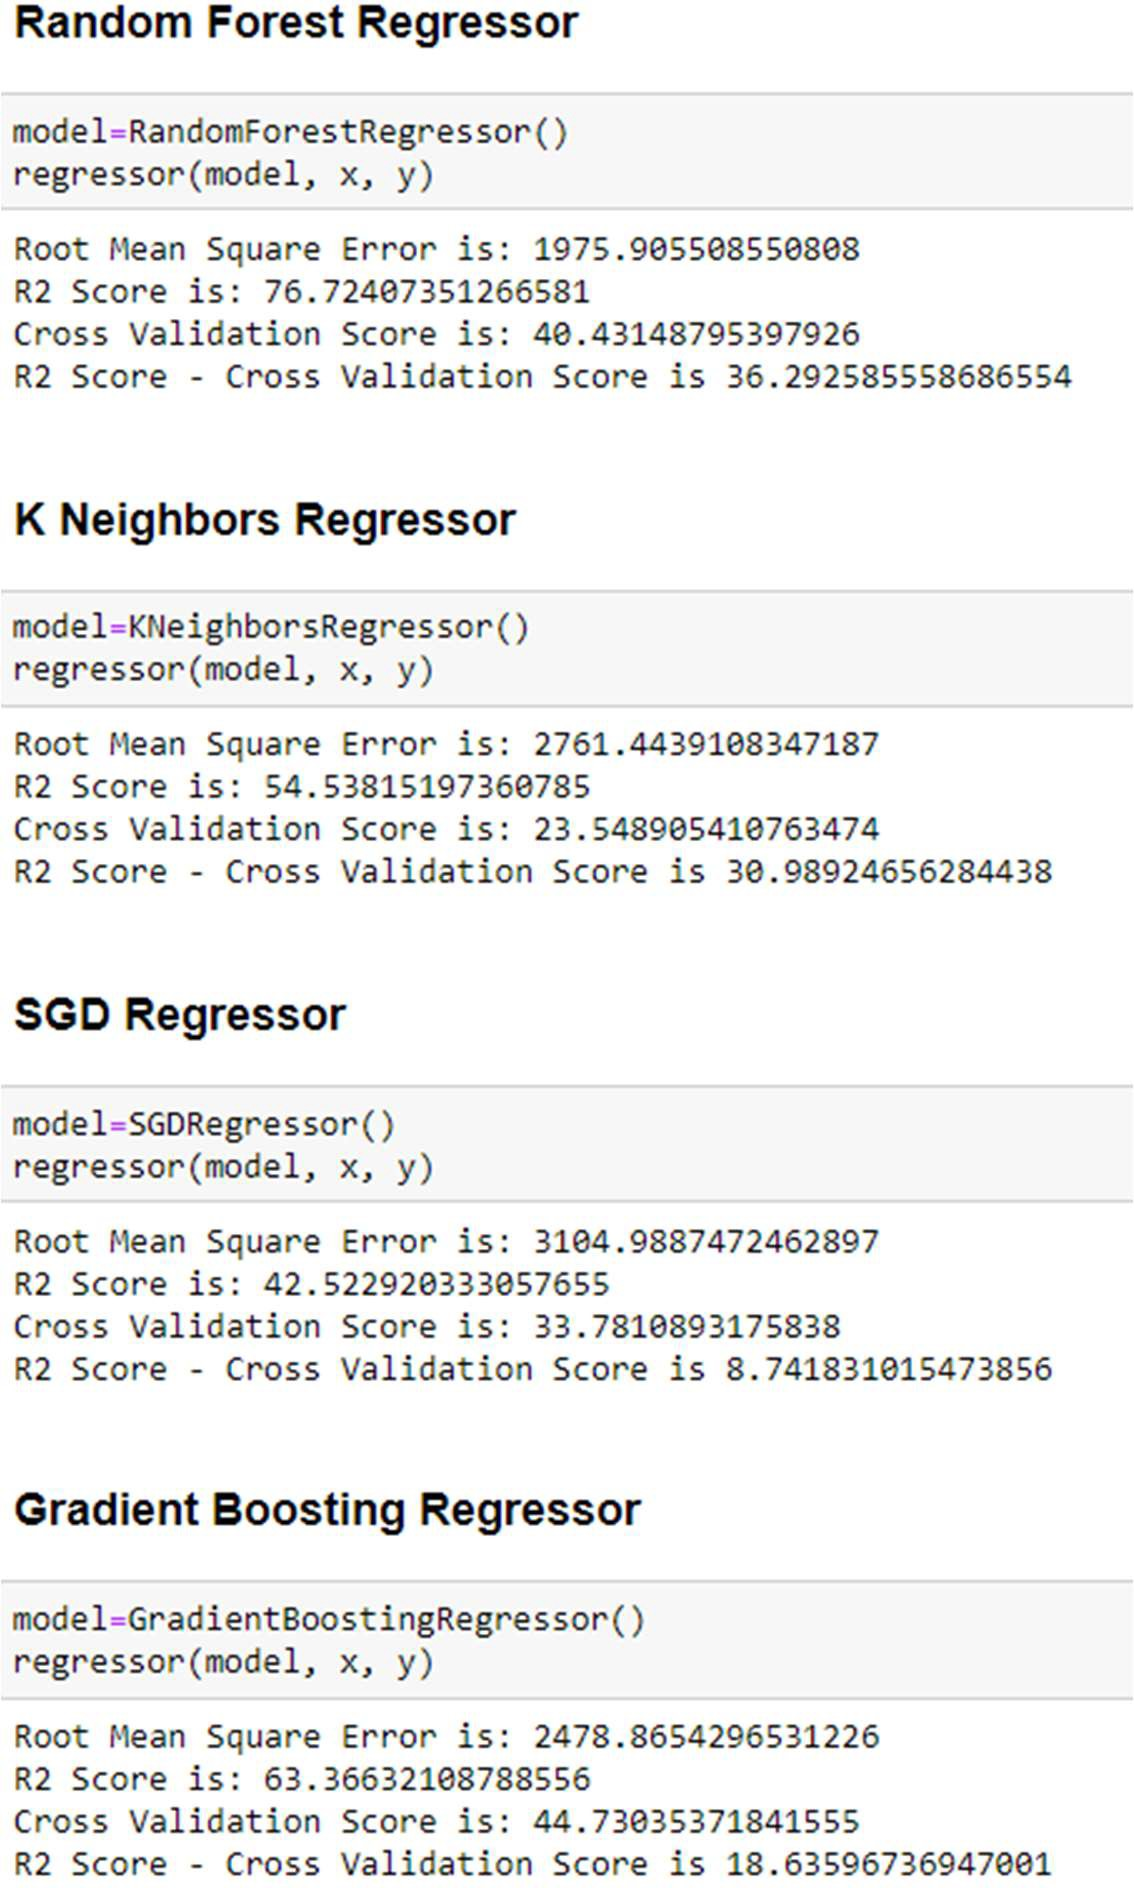 Random Forest Regressor
model=RandomForestRegressor()
regressor(model, x, y)
Root Mean Square Error is: 1975.905508550808
R2 Score is: 76.72407351266581
Cross Validation Score is: 40.43148795397926
R2 Score - Cross Validation Score is 36.292585558686554
K Neighbors Regressor
model=KNeighborsRegressor()
regressor(model, x, y)
Root Mean Square Error is: 2761.4439108347187
R2 Score is: 54.53815197360785
Cross Validation Score is: 23.548905410763474
R2 Score - Cross Validation Score is 30.98924656284438
SGD Regressor
model=SGDRegressor()
regressor(model, x, y)
Root Mean Square Error is: 3104.9887472462897
R2 Score is: 42.522920333057655
Cross Validation Score is: 33.7810893175838
R2 Score - Cross Validation Score is 8.741831015473856
Gradient Boosting Regressor
model=GradientBoostingRegressor()
regressor(model, x, y)
Root Mean Square Error is: 2478.8654296531226
R2 Score is: 63.36632108788556
Cross Validation Score is: 44.73035371841555
R2 Score - Cross Validation Score is 18.63596736947001